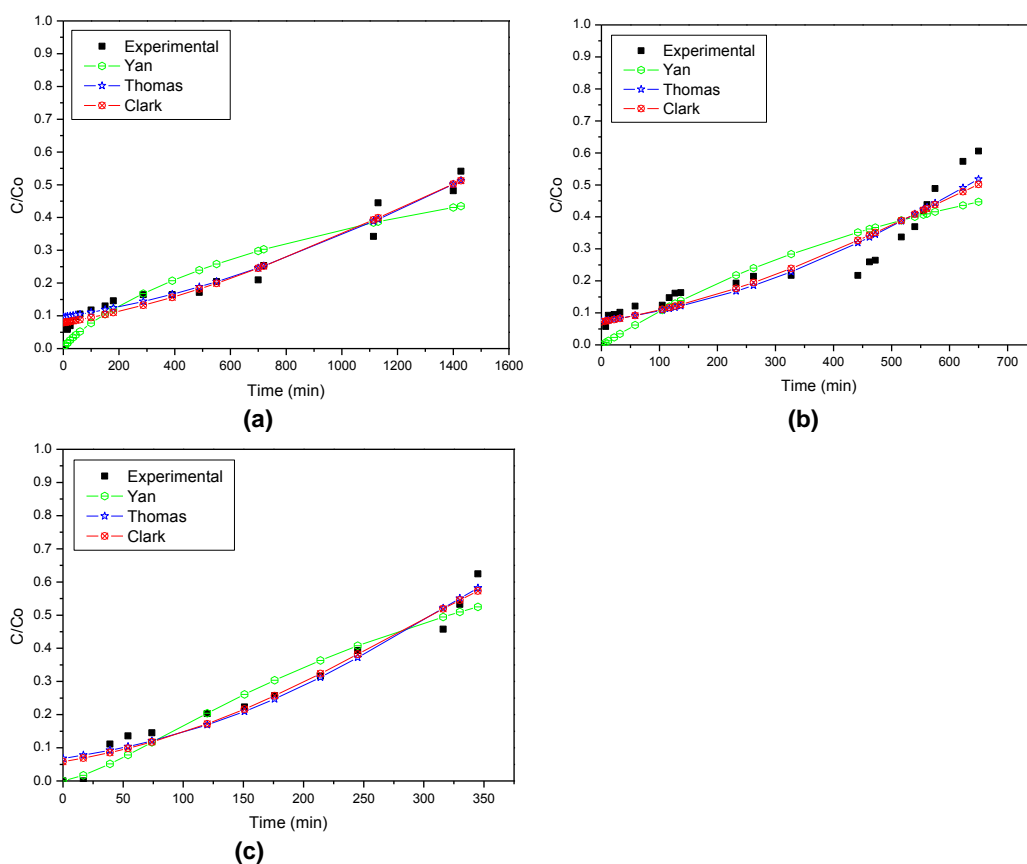 1.0
0.9
0.8
0.7
0.6
0.5
0.4
0.3
0.2
0.1
0.0
C/Co
Experimental
Yan
Thomas
Clark
0 200 400 600 800 1000 1200 1400 1600
Time (min)
(a)
1.0
0.9
0.8
0.7
0.6
0.5
0.4
0.3
0.2
0.1
0.0
C/Co
Experimental
Yan
Thomas
Clark
0 100 200 300 400 500 600 700
Time (min)
(b)
1.0
0.9
0.8
0.7
0.6
0.5
0.4
0.3
0.2
0.1
0.0
C/Co
Experimental
Yan
Thomas
Clark
0 50 100 150 200 250 300 350
Time (min)
(c)